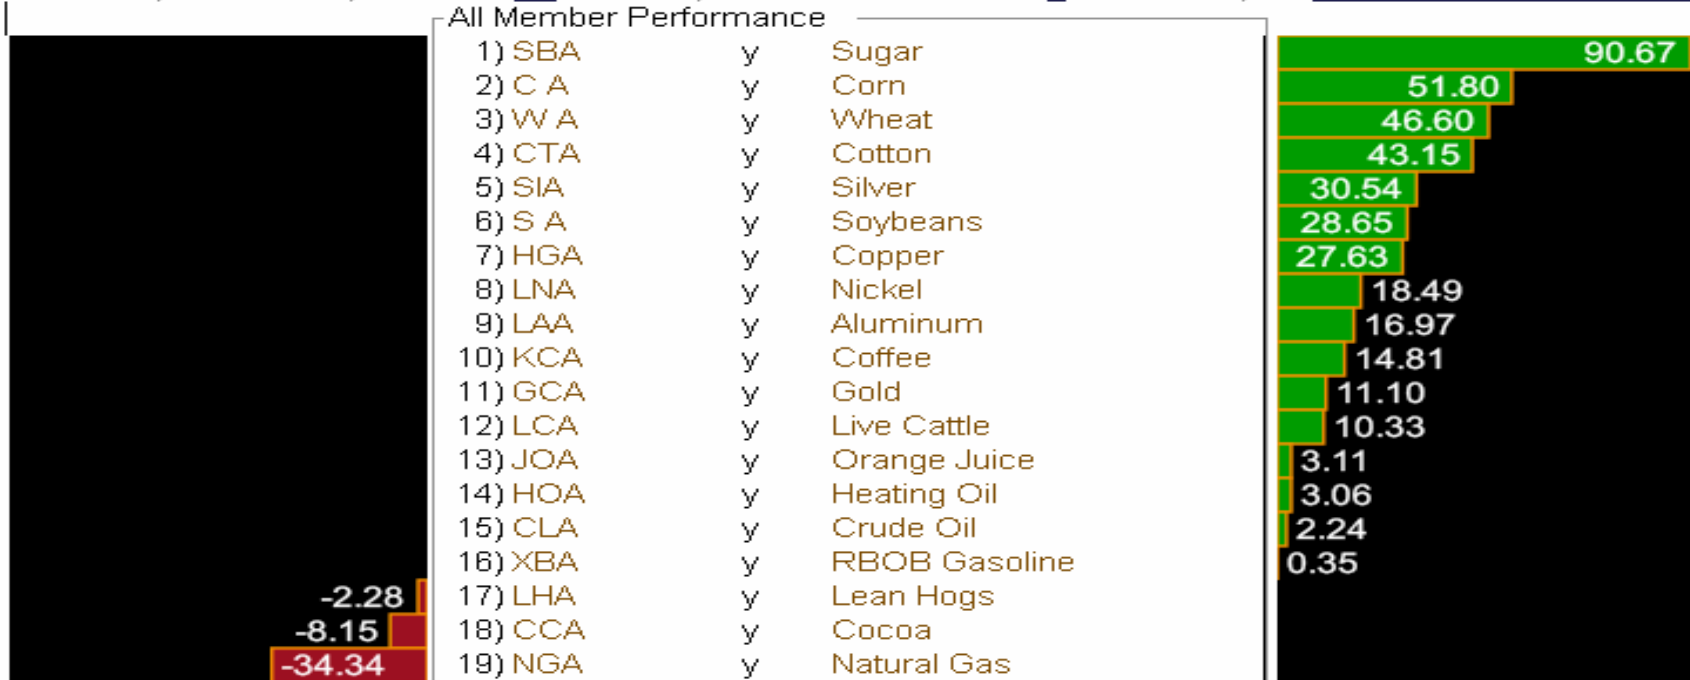 All Member Performance
1) SBA y Sugar 90.67
2) C A y Corn 51.80
3) W A y Wheat 46.60
4) CTA y Cotton 43.15
5) SIA y Silver 30.54
6) S A y Soybeans 28.65
7) HGA y Copper 27.63
8) LNA y Nickel 18.49
9) LAA y Aluminum 16.97
10) KCA y Coffee 14.81
11) GCA y Gold 11.10
12) LCA y Live Cattle 10.33
13) JOA y Orange Juice 3.11
14) HOA y Heating Oil 3.06
15) CLA y Crude Oil 2.24
16) XBA y RBOB Gasoline 0.35
-2.28 17) LHA y Lean Hogs
-8.15 18) CCA y Cocoa
-34.34 19) NGA y Natural Gas